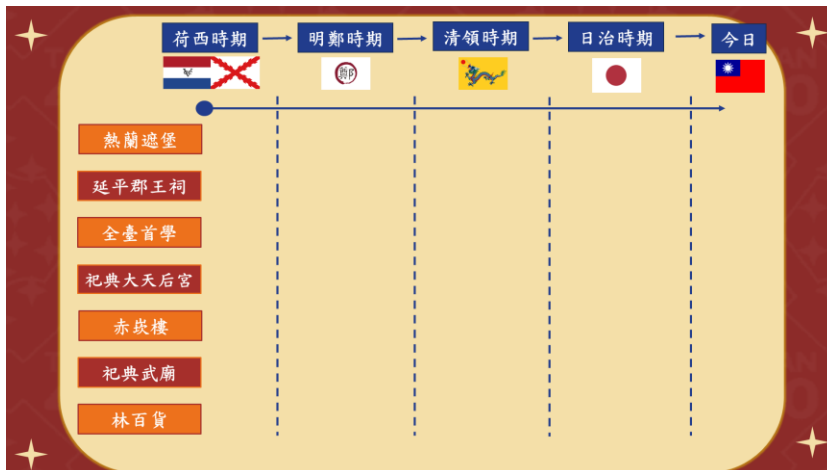 荷西時期
明鄭時期
清領時期
日治時期
今日
鄭
熱蘭遮堡
延平郡王祠
全臺首學
祀典大天后宮
赤崁樓
祀典武廟
林百貨